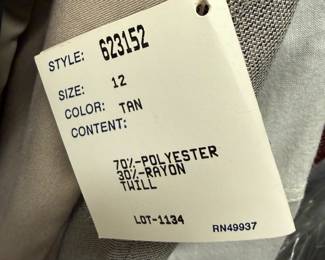 STYLE: 623152
SIZE: 12
COLOR: TAN
CONTENT:
70%-POLYESTER
30%-RAYON
TWILL
LOT-1134
RN49937